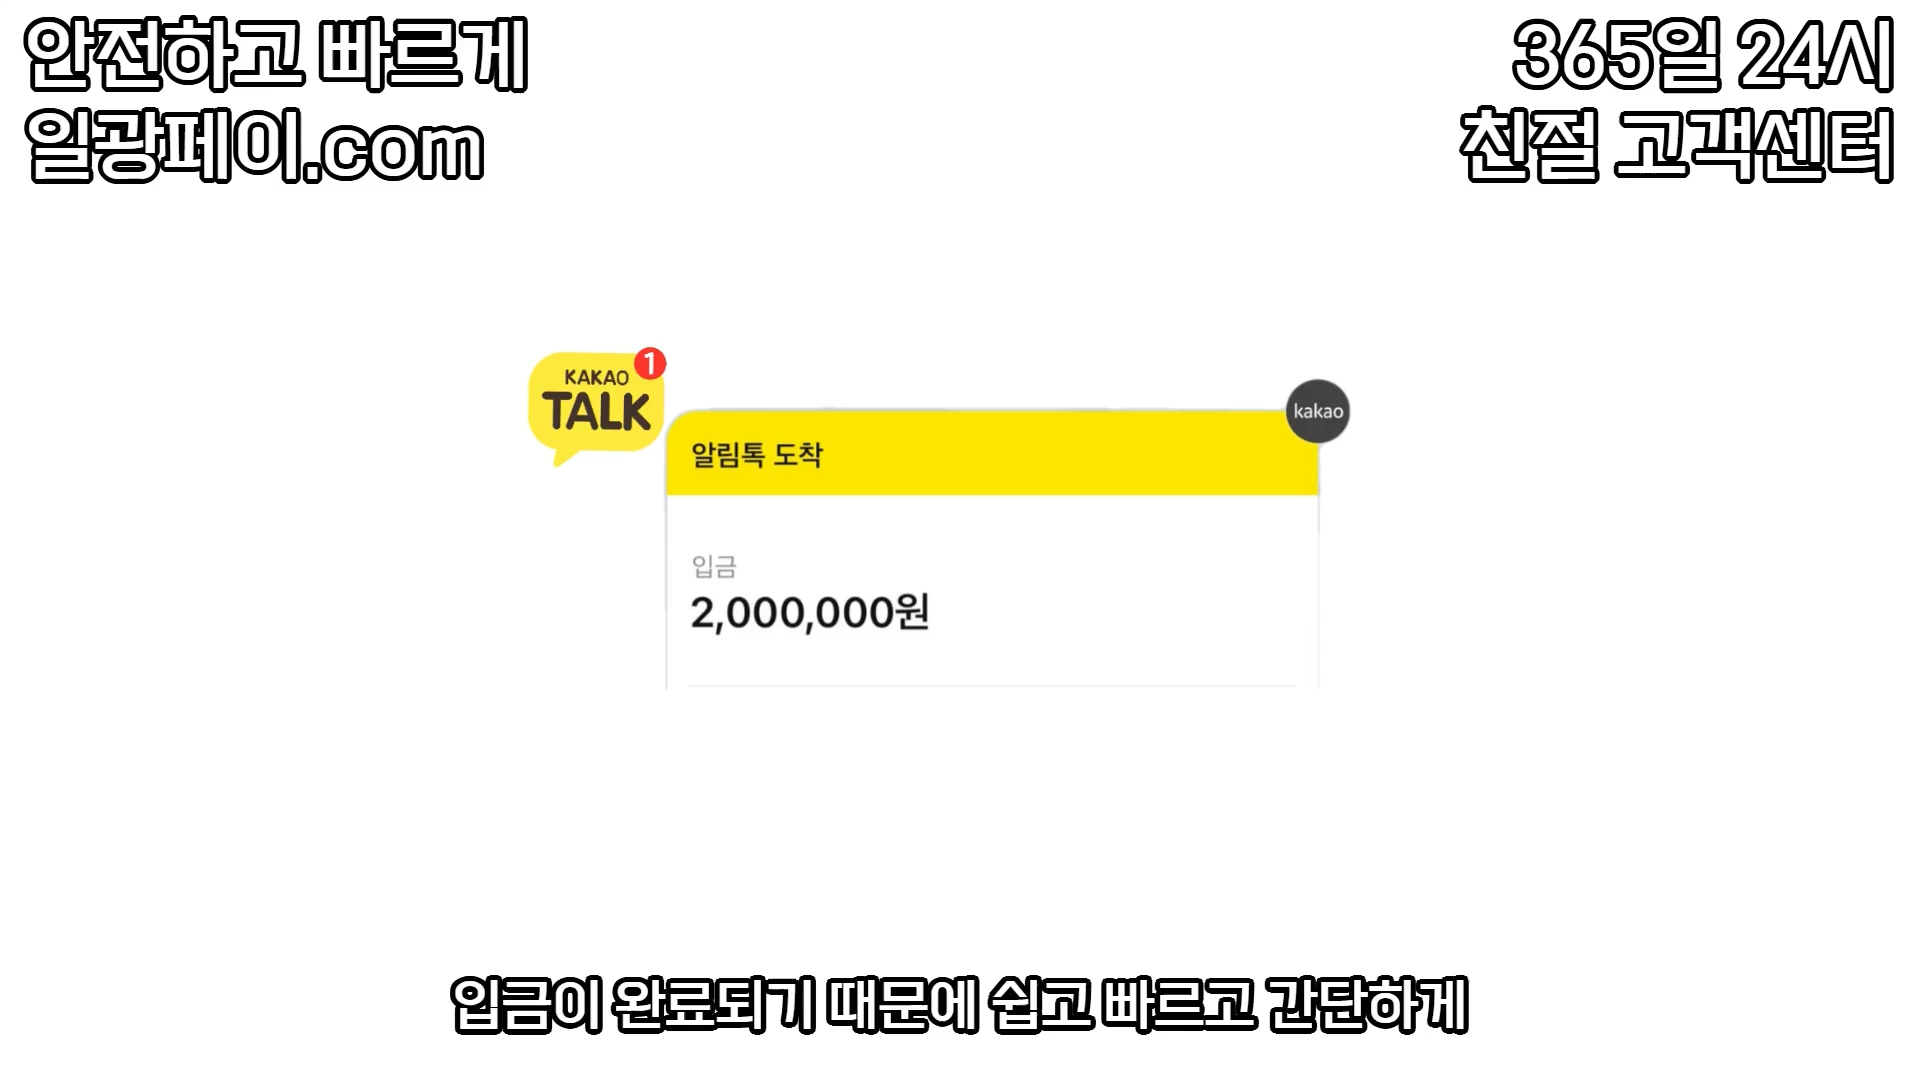 안전하고 빠르게
일광페이.com
365일 24시
친절 고객센터
KAKAO
TALK
1
kakao
알림톡 도착
입금
2,000,000원
입금이 완료되기 때문에 쉽고 빠르고 간단하게